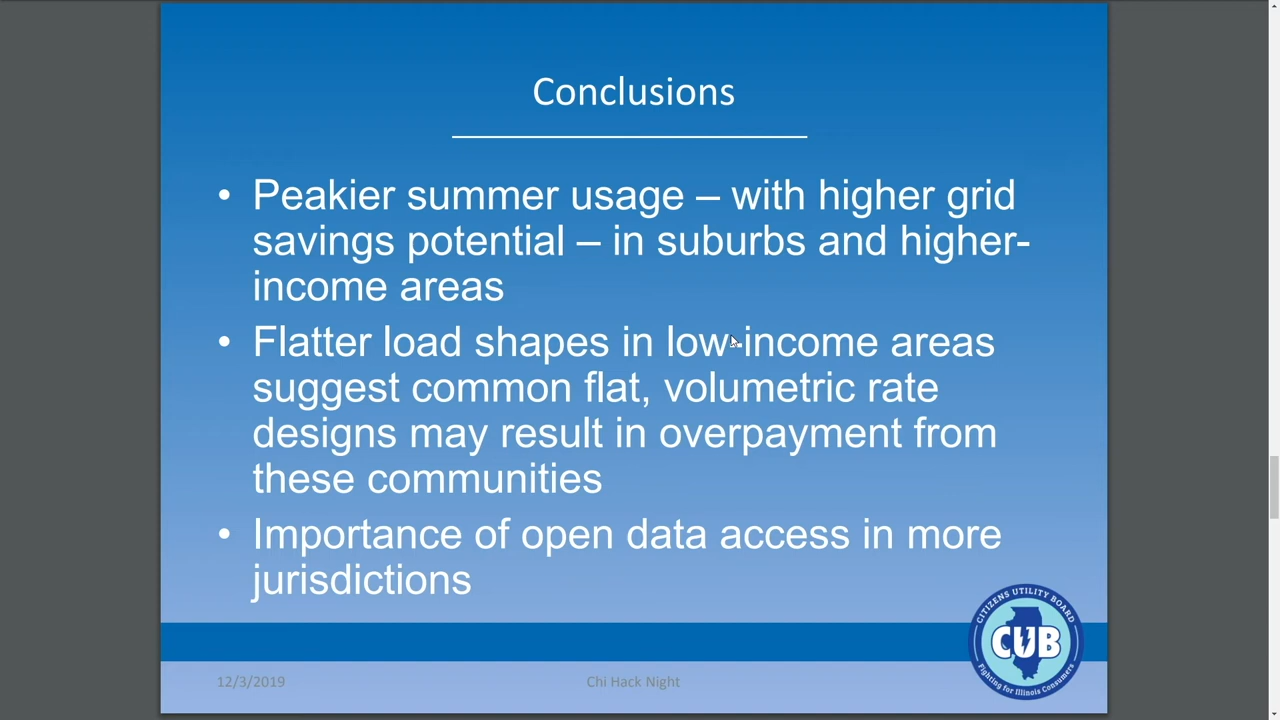 Conclusions
• Peakier summer usage – with higher grid
savings potential – in suburbs and higher-
income areas
• Flatter load shapes in low-income areas
suggest common flat, volumetric rate
designs may result in overpayment from
these communities
• Importance of open data access in more
jurisdictions
CITIZENS UTILITY BOARD
CUB
Fighting for Illinois Consumers
12/3/2019
Chi Hack Night